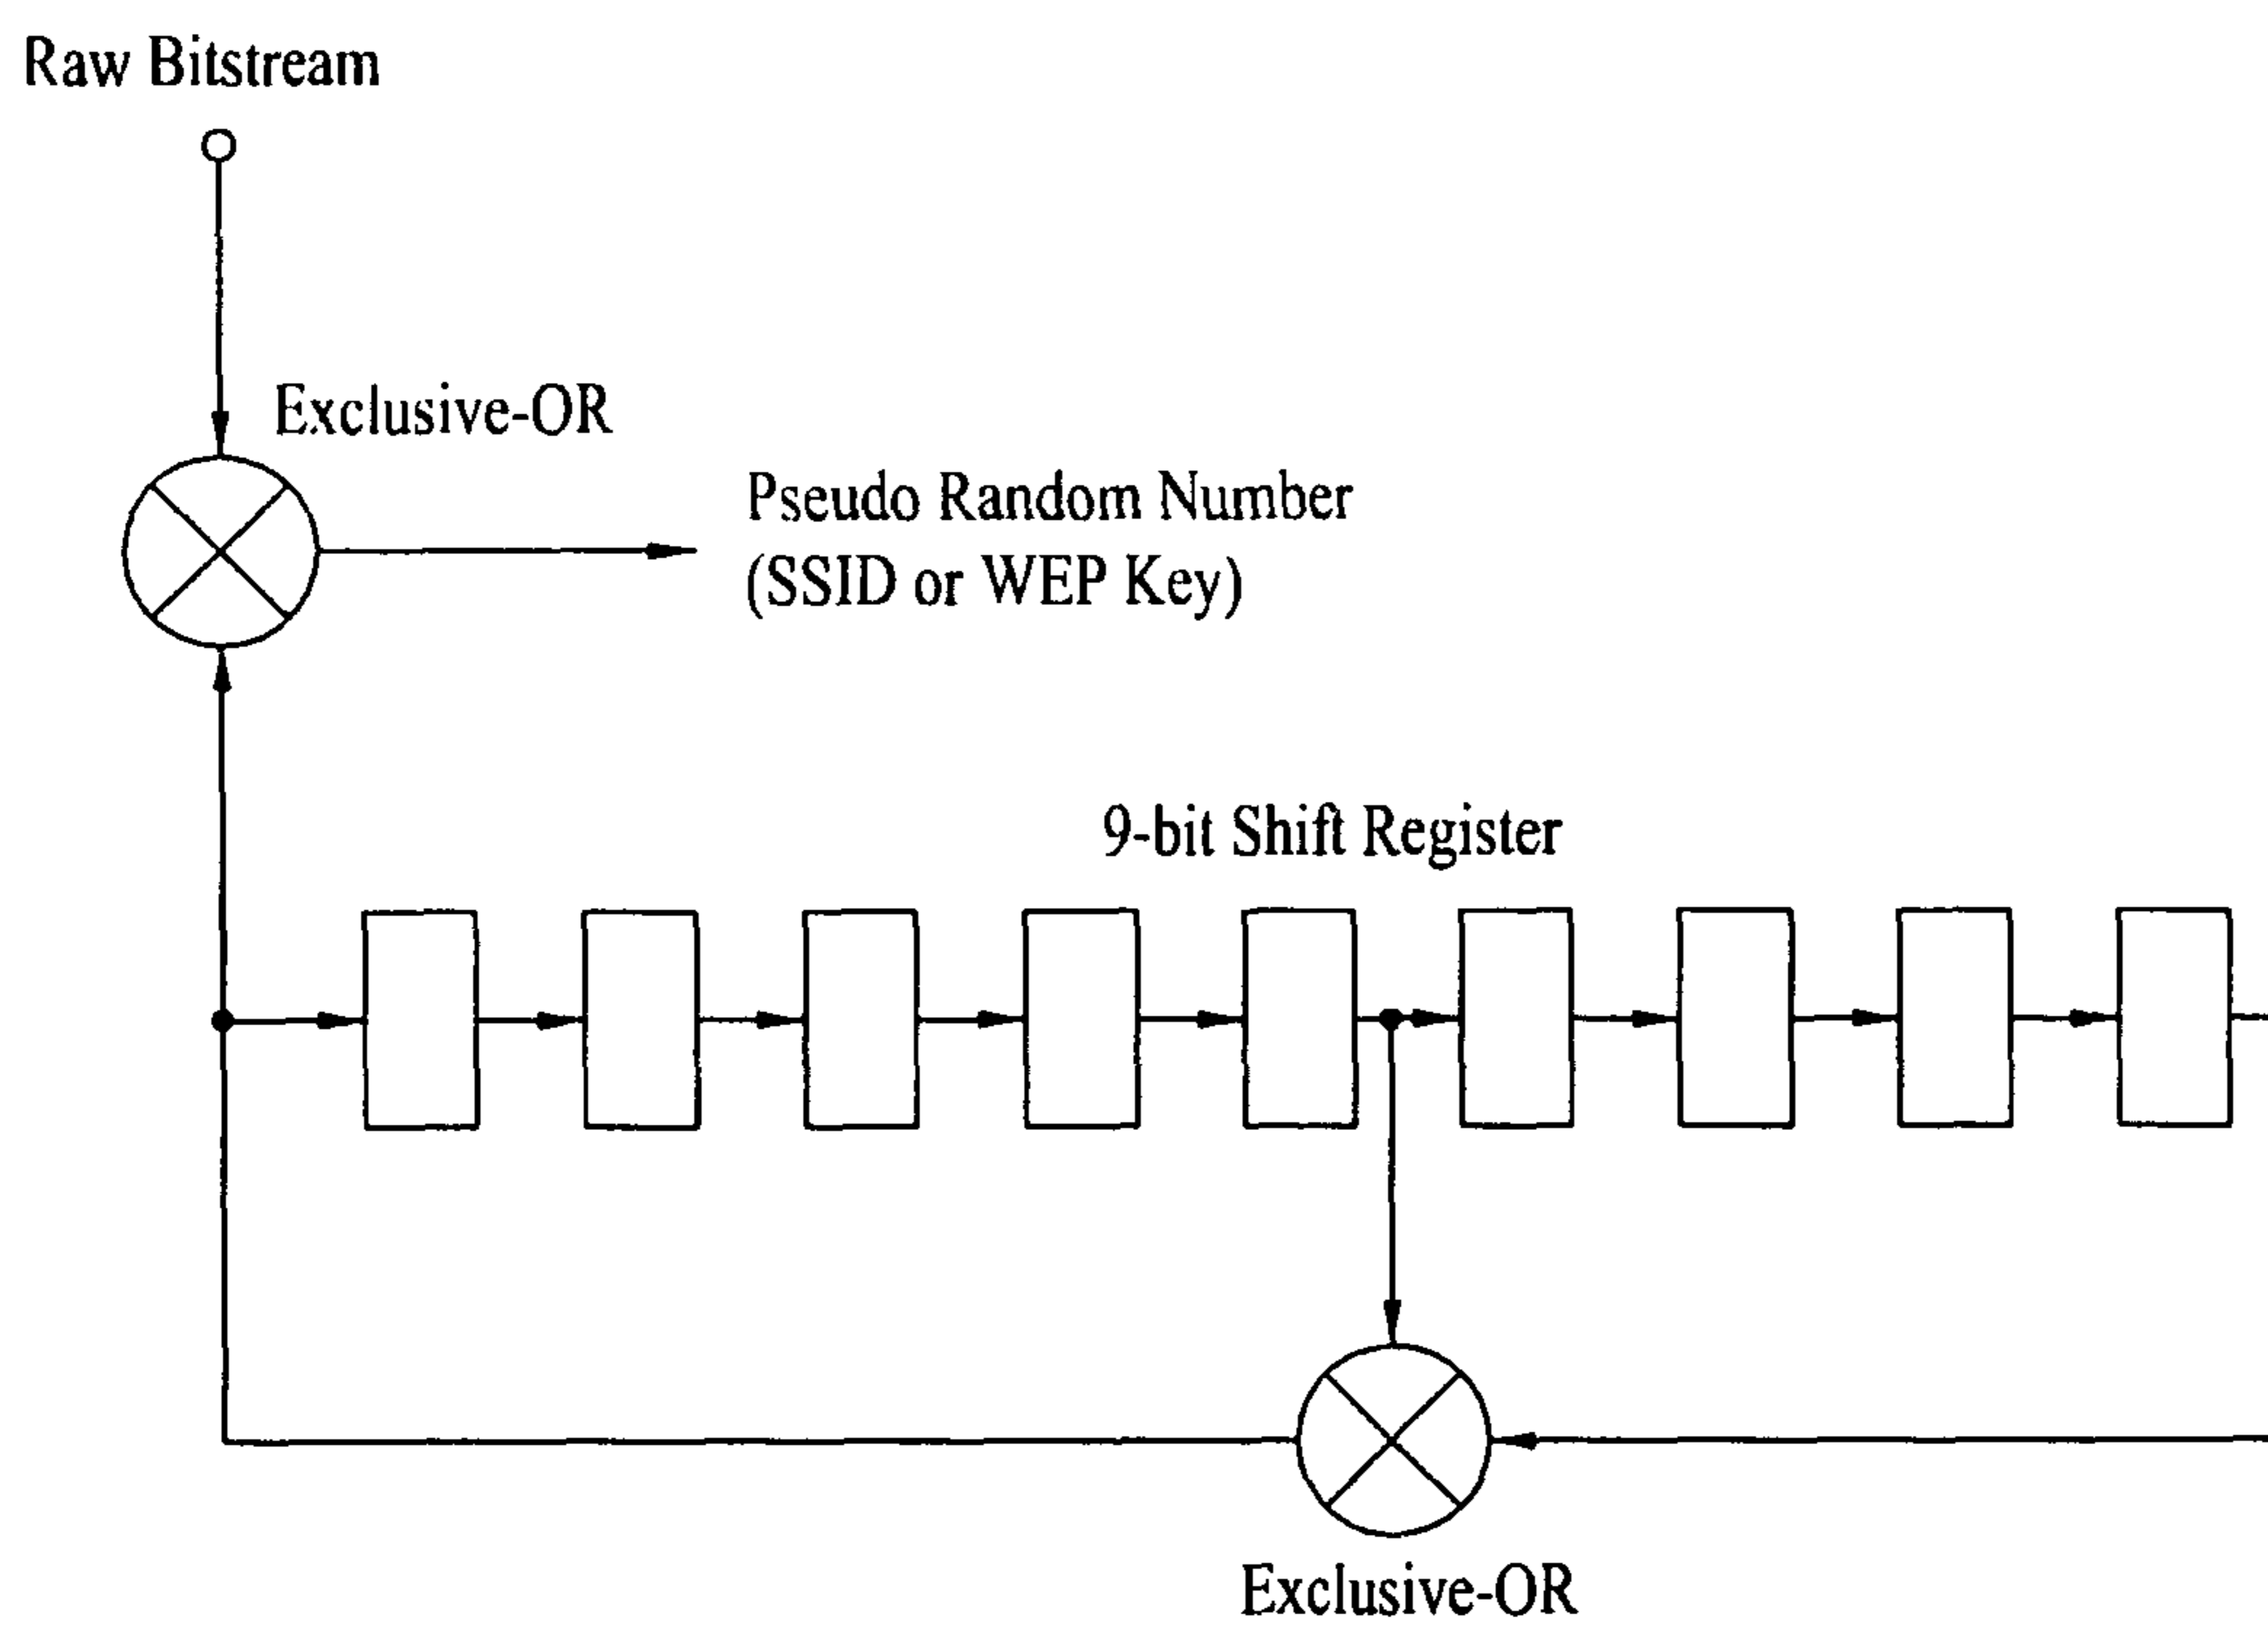 Raw Bitstream
Exclusive-OR
Pseudo Random Number
(SSID or WEP Key)
9-bit Shift Register
Exclusive-OR